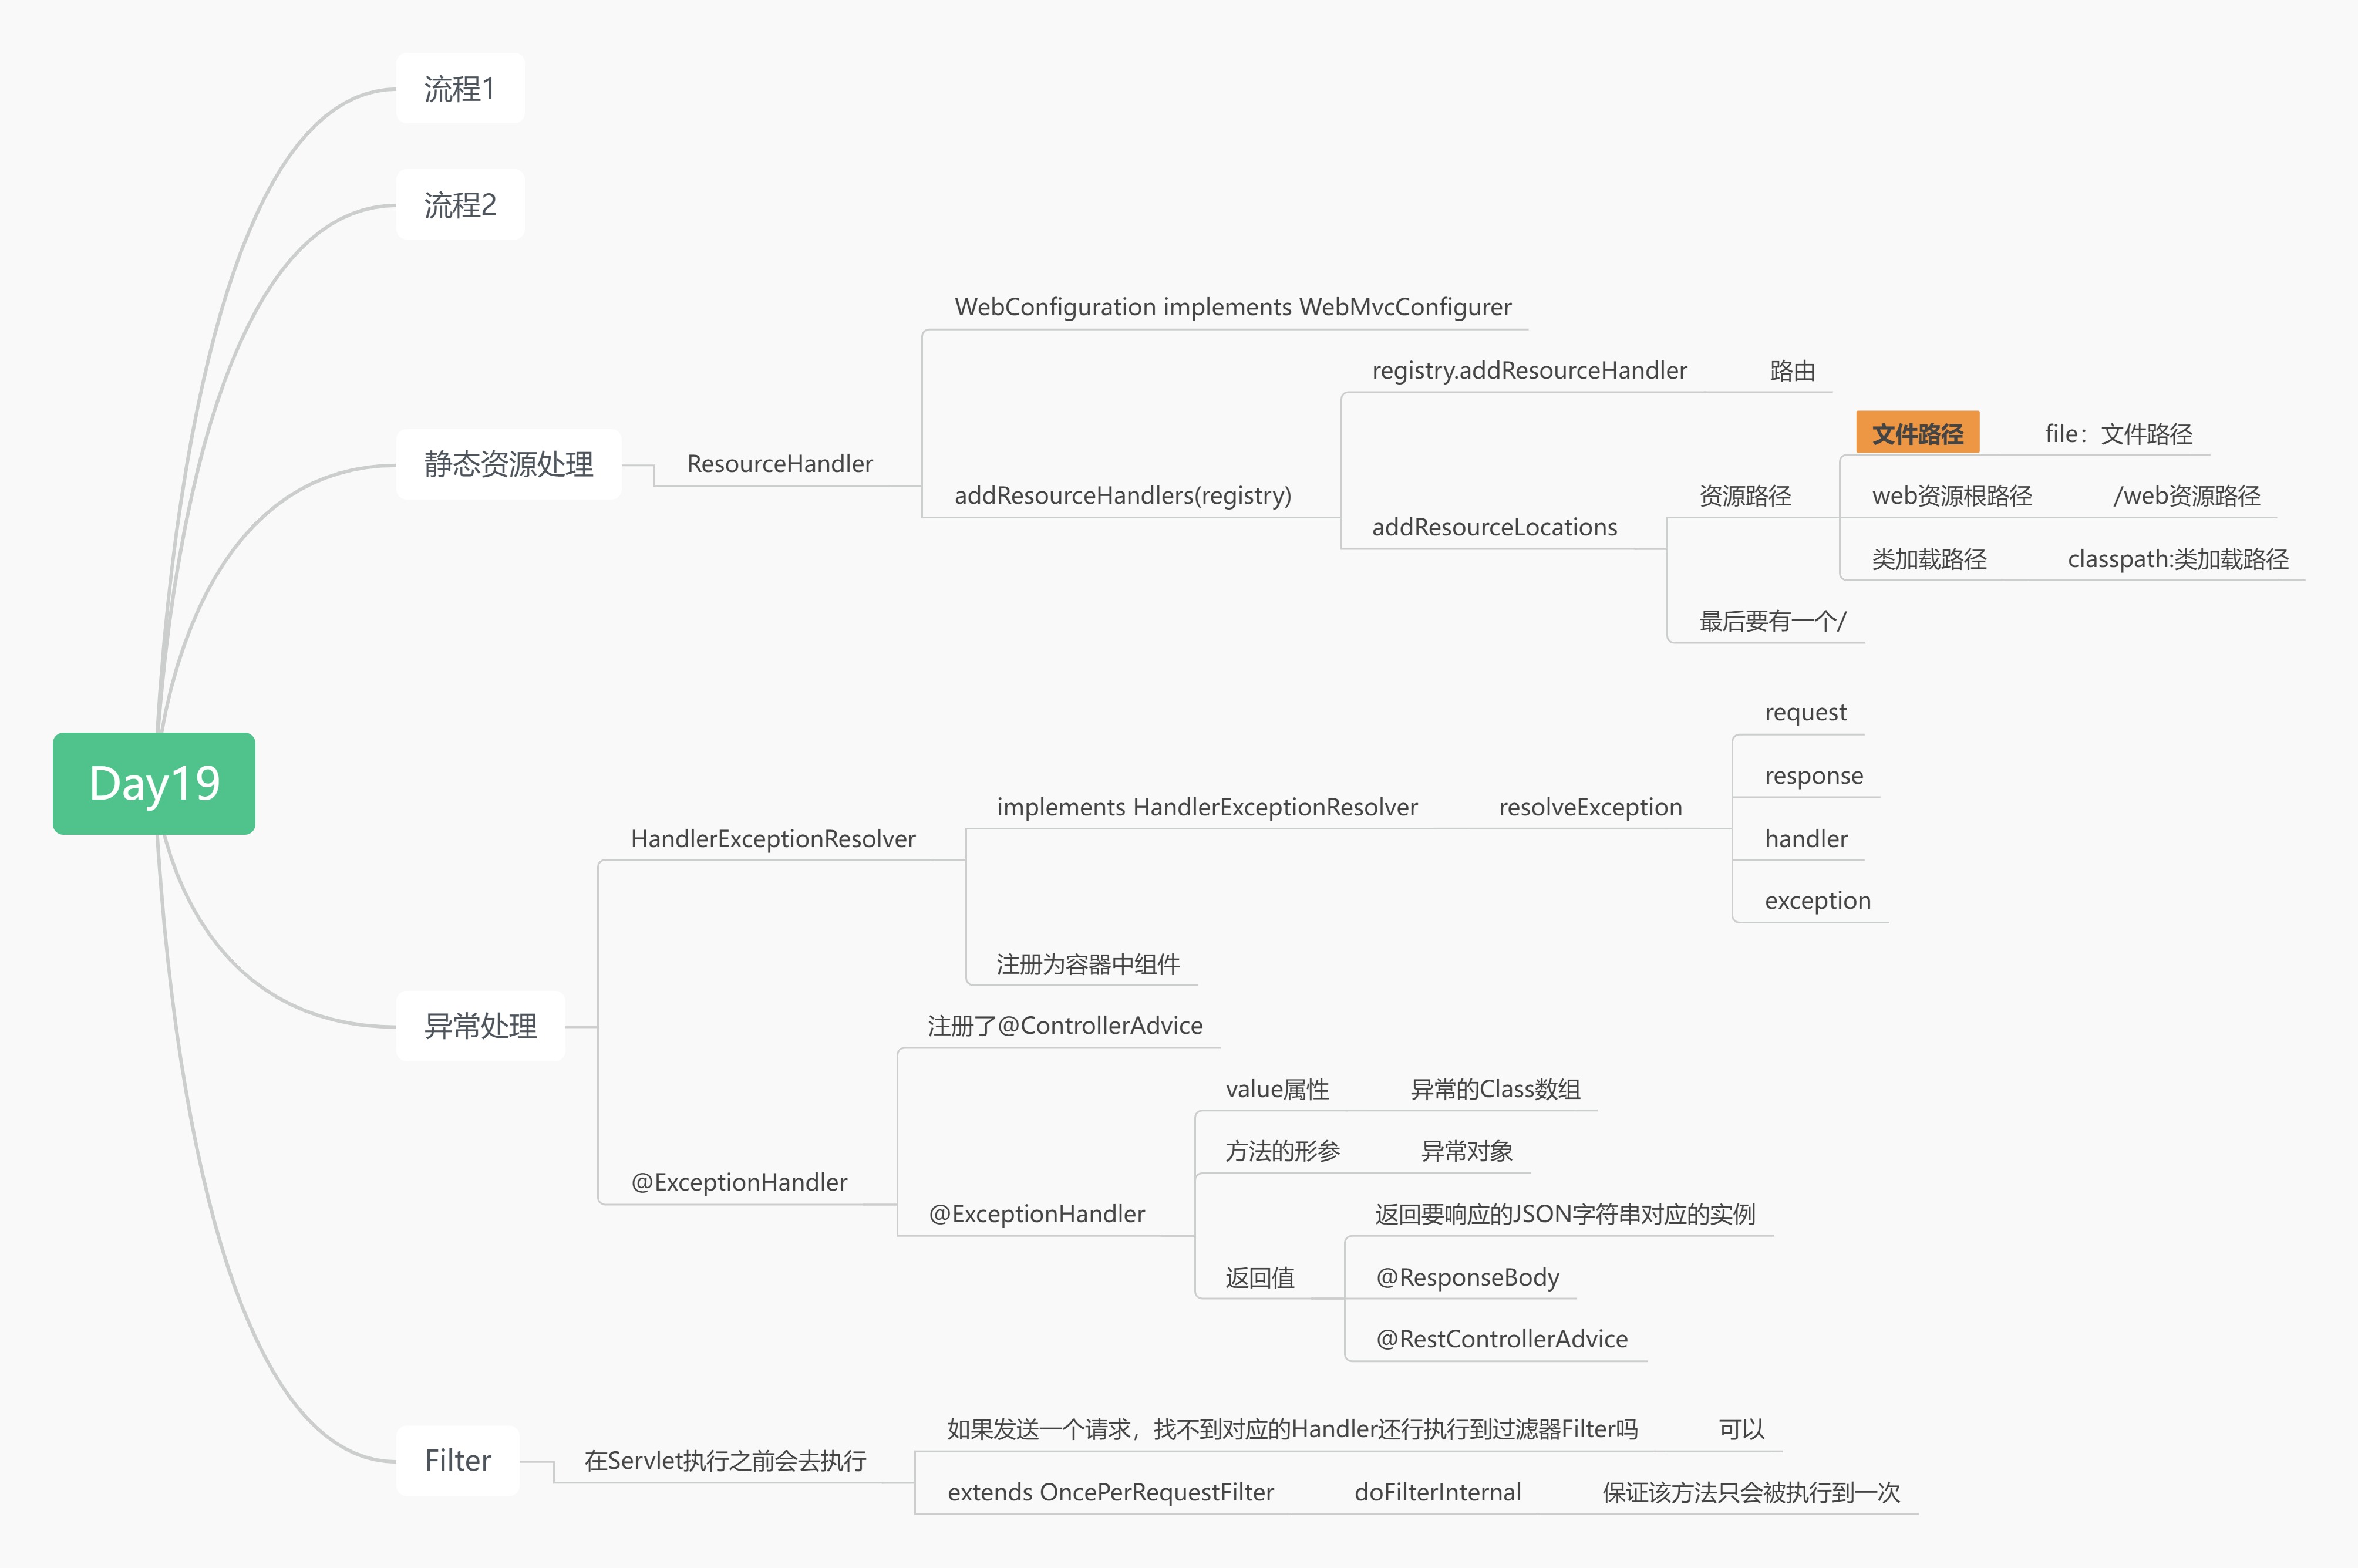 Day19
流程1
流程2
静态资源处理
ResourceHandler
WebConfiguration implements WebMvcConfigurer
addResourceHandlers(registry)
registry.addResourceHandler
路由
addResourceLocations
资源路径
文件路径
file：文件路径
web资源根路径
/web资源路径
类加载路径
classpath:类加载路径
最后要有一个/
异常处理
HandlerExceptionResolver
implements HandlerExceptionResolver
resolveException
request
response
handler
exception
注册为容器中组件
@ExceptionHandler
注册了@ControllerAdvice
@ExceptionHandler
value属性
异常的Class数组
方法的形参
异常对象
返回值
返回要响应的JSON字符串对应的实例
@ResponseBody
@RestControllerAdvice
Filter
在Servlet执行之前会去执行
如果发送一个请求，找不到对应的Handler还行执行到过滤器Filter吗
可以
extends OncePerRequestFilter
doFilterInternal
保证该方法只会被执行到一次